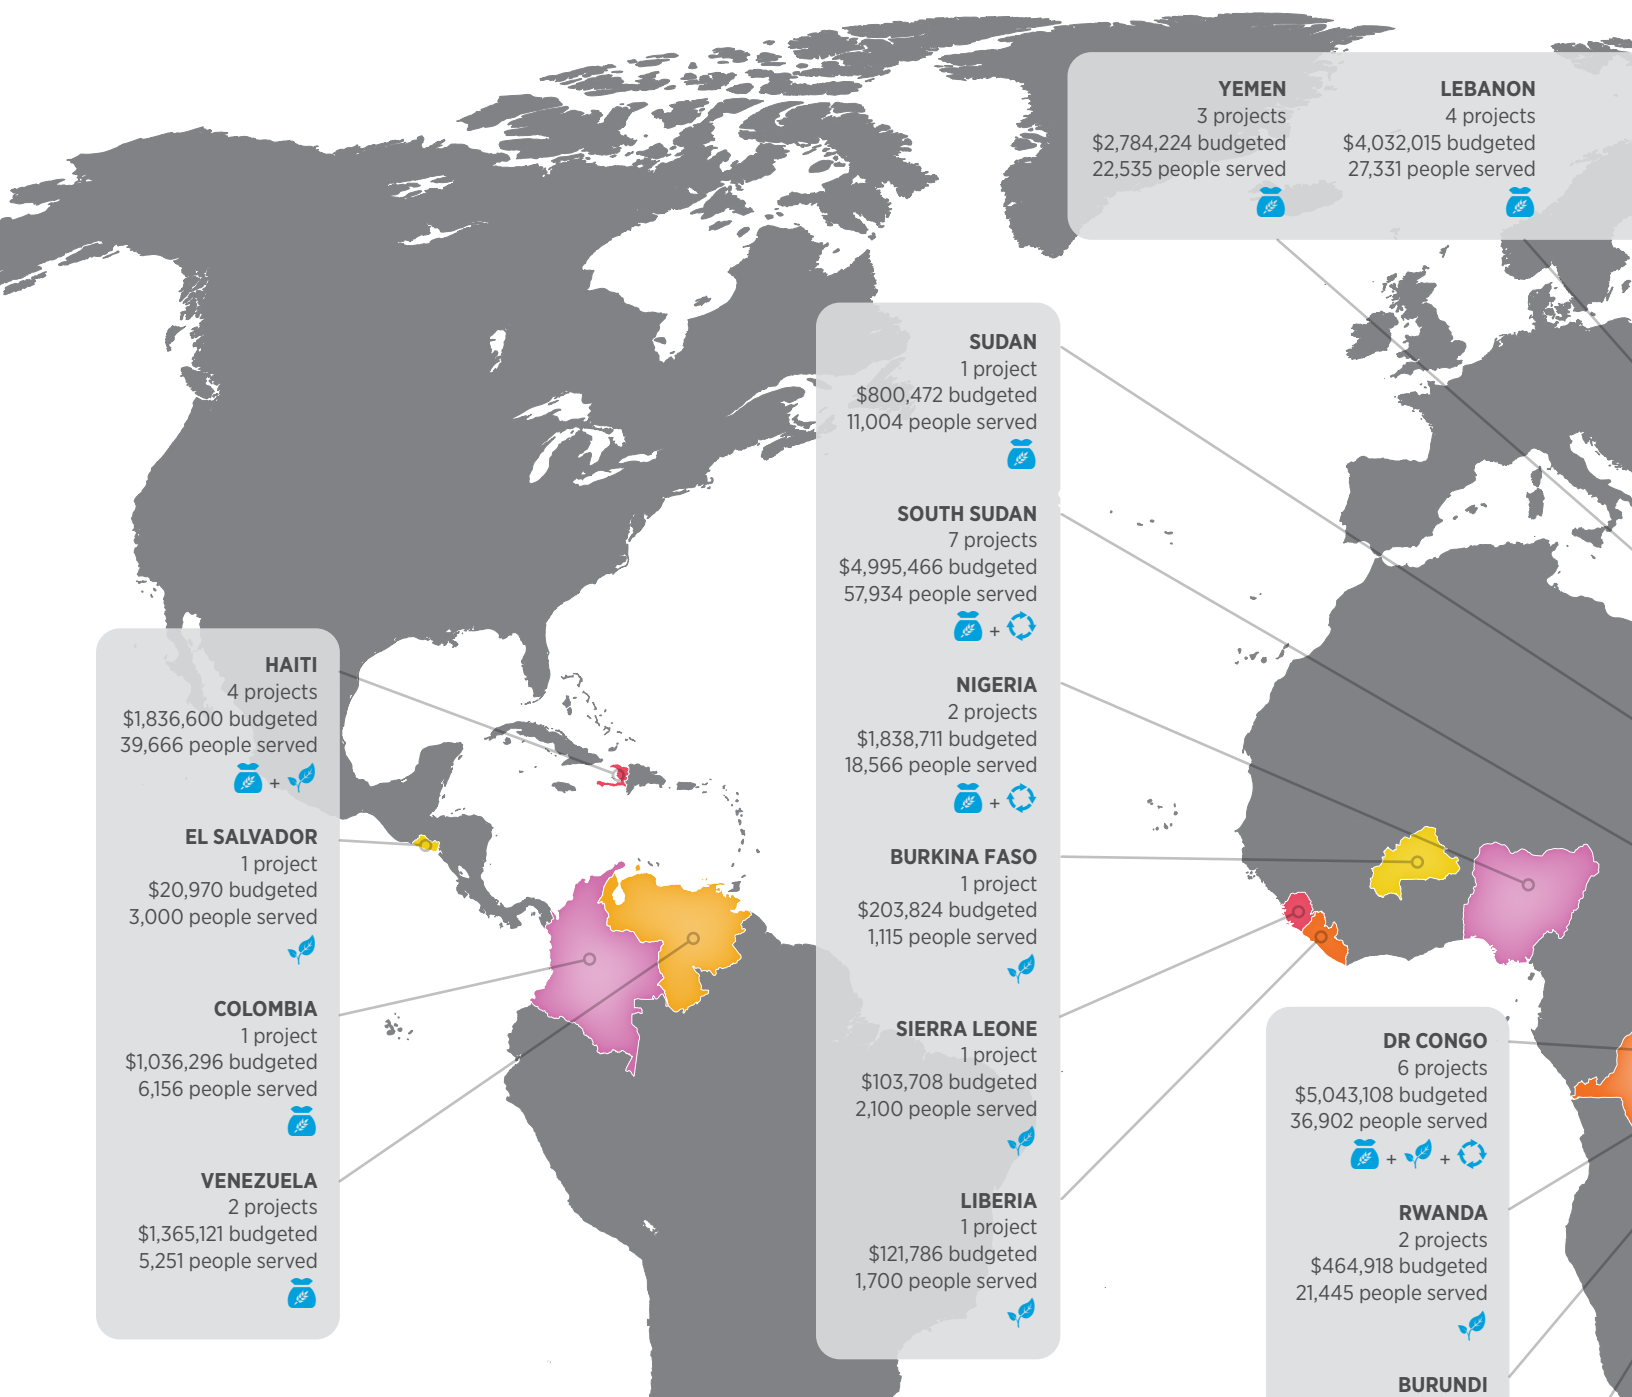 YEMEN
3 projects
$2,784,224 budgeted
22,535 people served
LEBANON
4 projects
$4,032,015 budgeted
27,331 people served
SUDAN
1 project
$800,472 budgeted
11,004 people served
SOUTH SUDAN
7 projects
$4,995,466 budgeted
57,934 people served
+
NIGERIA
2 projects
$1,838,711 budgeted
18,566 people served
+
BURKINA FASO
1 project
$203,824 budgeted
1,115 people served
SIERRA LEONE
1 project
$103,708 budgeted
2,100 people served
LIBERIA
1 project
$121,786 budgeted
1,700 people served
HAITI
4 projects
$1,836,600 budgeted
39,666 people served
+
EL SALVADOR
1 project
$20,970 budgeted
3,000 people served
COLOMBIA
1 project
$1,036,296 budgeted
6,156 people served
VENEZUELA
2 projects
$1,365,121 budgeted
5,251 people served
DR CONGO
6 projects
$5,043,108 budgeted
36,902 people served
+ +
RWANDA
2 projects
$464,918 budgeted
21,445 people served
BURUNDI